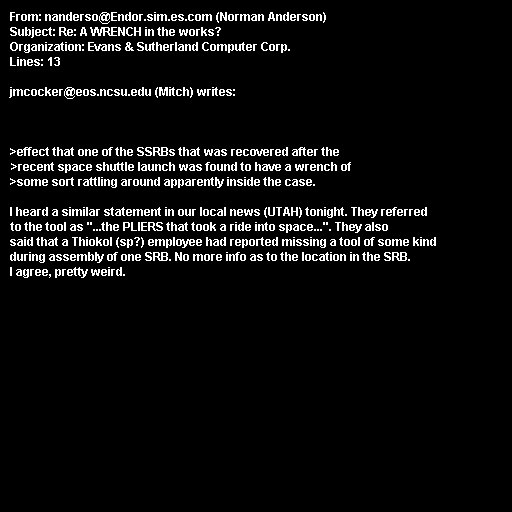 From: nanderso@Endor.sim.es.com (Norman Anderson)
Subject: Re: A WRENCH in the works?
Organization: Evans & Sutherland Computer Corp.
Lines: 13

jmcocker@eos.ncsu.edu (Mitch) writes:

>effect that one of the SSRBs that was recovered after the
>recent space shuttle launch was found to have a wrench of
>some sort rattling around apparently inside the case.

I heard a similar statement in our local news (UTAH) tonight. They referred
to the tool as "...the PLIERS that took a ride into space...". They also
said that a Thiokol (sp?) employee had reported missing a tool of some kind
during assembly of one SRB. No more info as to the location in the SRB.
I agree, pretty weird.